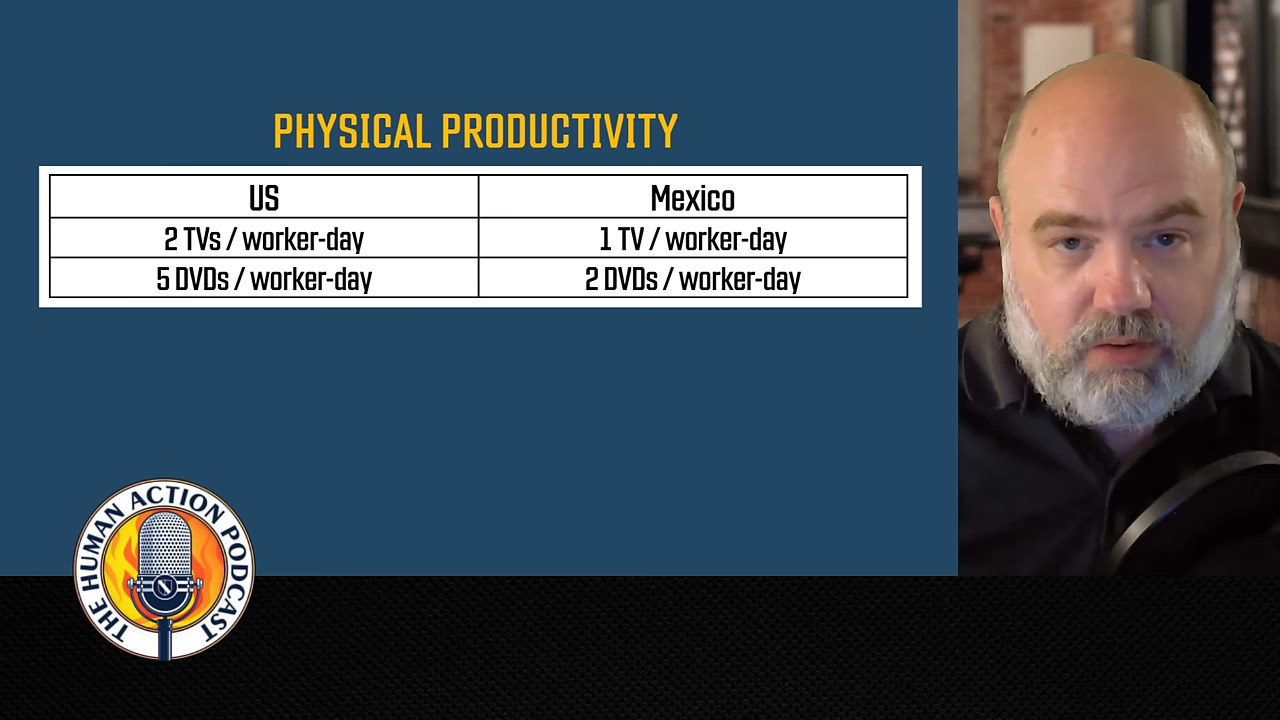 PHYSICAL PRODUCTIVITY
US Mexico
2 TVs / worker-day 1 TV / worker-day
5 DVDs / worker-day 2 DVDs / worker-day
THE HUMAN ACTION PODCAST